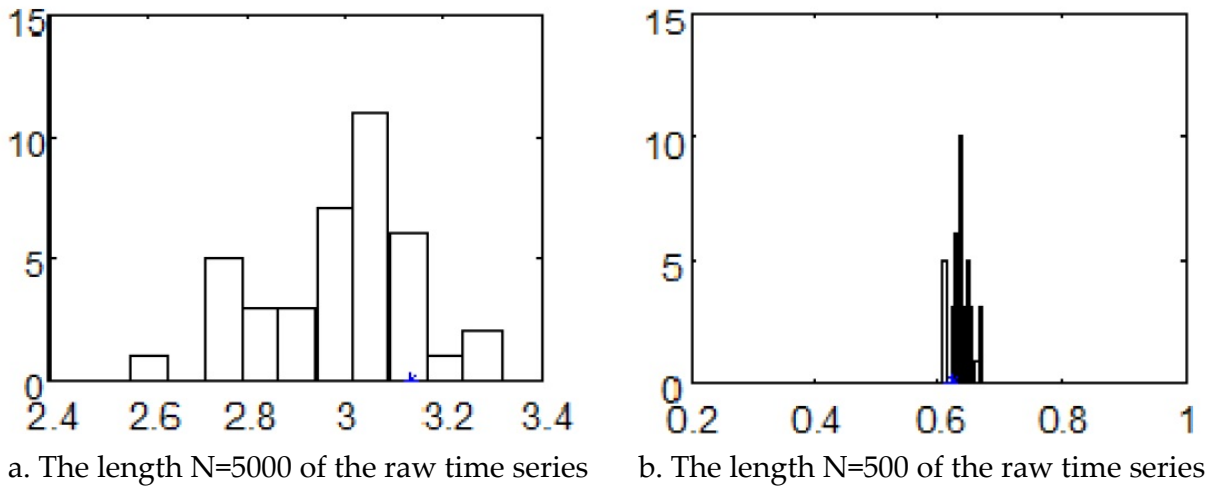 15
10
5
0
2.4 2.6 2.8 3 3.2 3.4
a. The length N=5000 of the raw time series
15
10
5
0
0.2 0.4 0.6 0.8 1
b. The length N=500 of the raw time series